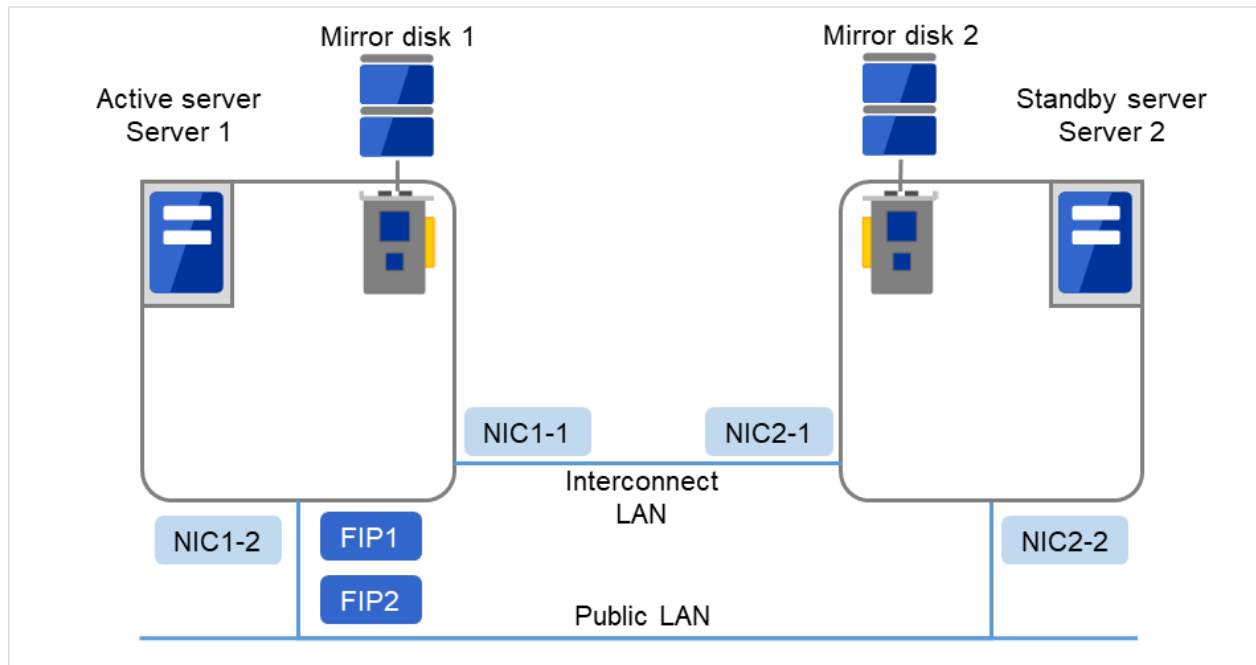 Mirror disk 1
Mirror disk 2
Active server
Server 1
Standby server
Server 2
NIC1-1
NIC2-1
Interconnect
LAN
NIC1-2
FIP1
NIC2-2
FIP2
Public LAN